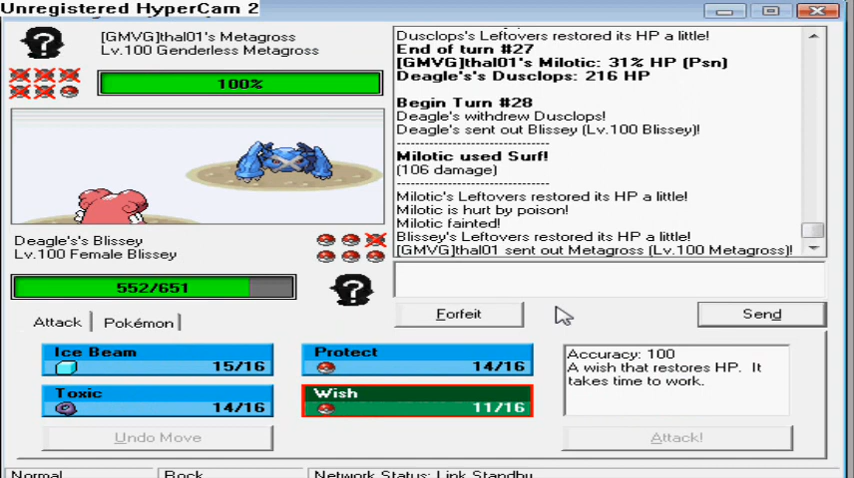 Unregistered HyperCam 2
[GMVG]thal01's Metagross
Lv.100 Genderless Metagross
100%
Deagle's's Blissey
Lv.100 Female Blissey
552/651
Dusclops's Leftovers restored its HP a little!
End of turn #27
[GMVG]thal01's Milotic: 31% HP (Psn)
Deagle's's Dusclops: 216 HP
Begin Turn #28
Deagle's withdrew Dusclops!
Deagle's sent out Blissey (Lv.100 Blissey)!
Milotic used Surf!
(106 damage)
Milotic's Leftovers restored its HP a little!
Milotic is hurt by poison!
Milotic fainted!
Blissey's Leftovers restored its HP a little!
[GMVG]thal01 sent out Metagross (Lv.100 Metagross)!
Forfeit
Send
Attack
Pokémon
Ice Beam
15/16
Protect
14/16
Toxic
14/16
Wish
11/16
Accuracy: 100
A wish that restores HP. It
takes time to work.
Undo Move
Attack!
Normal
Rock
Network Status: Link Standby